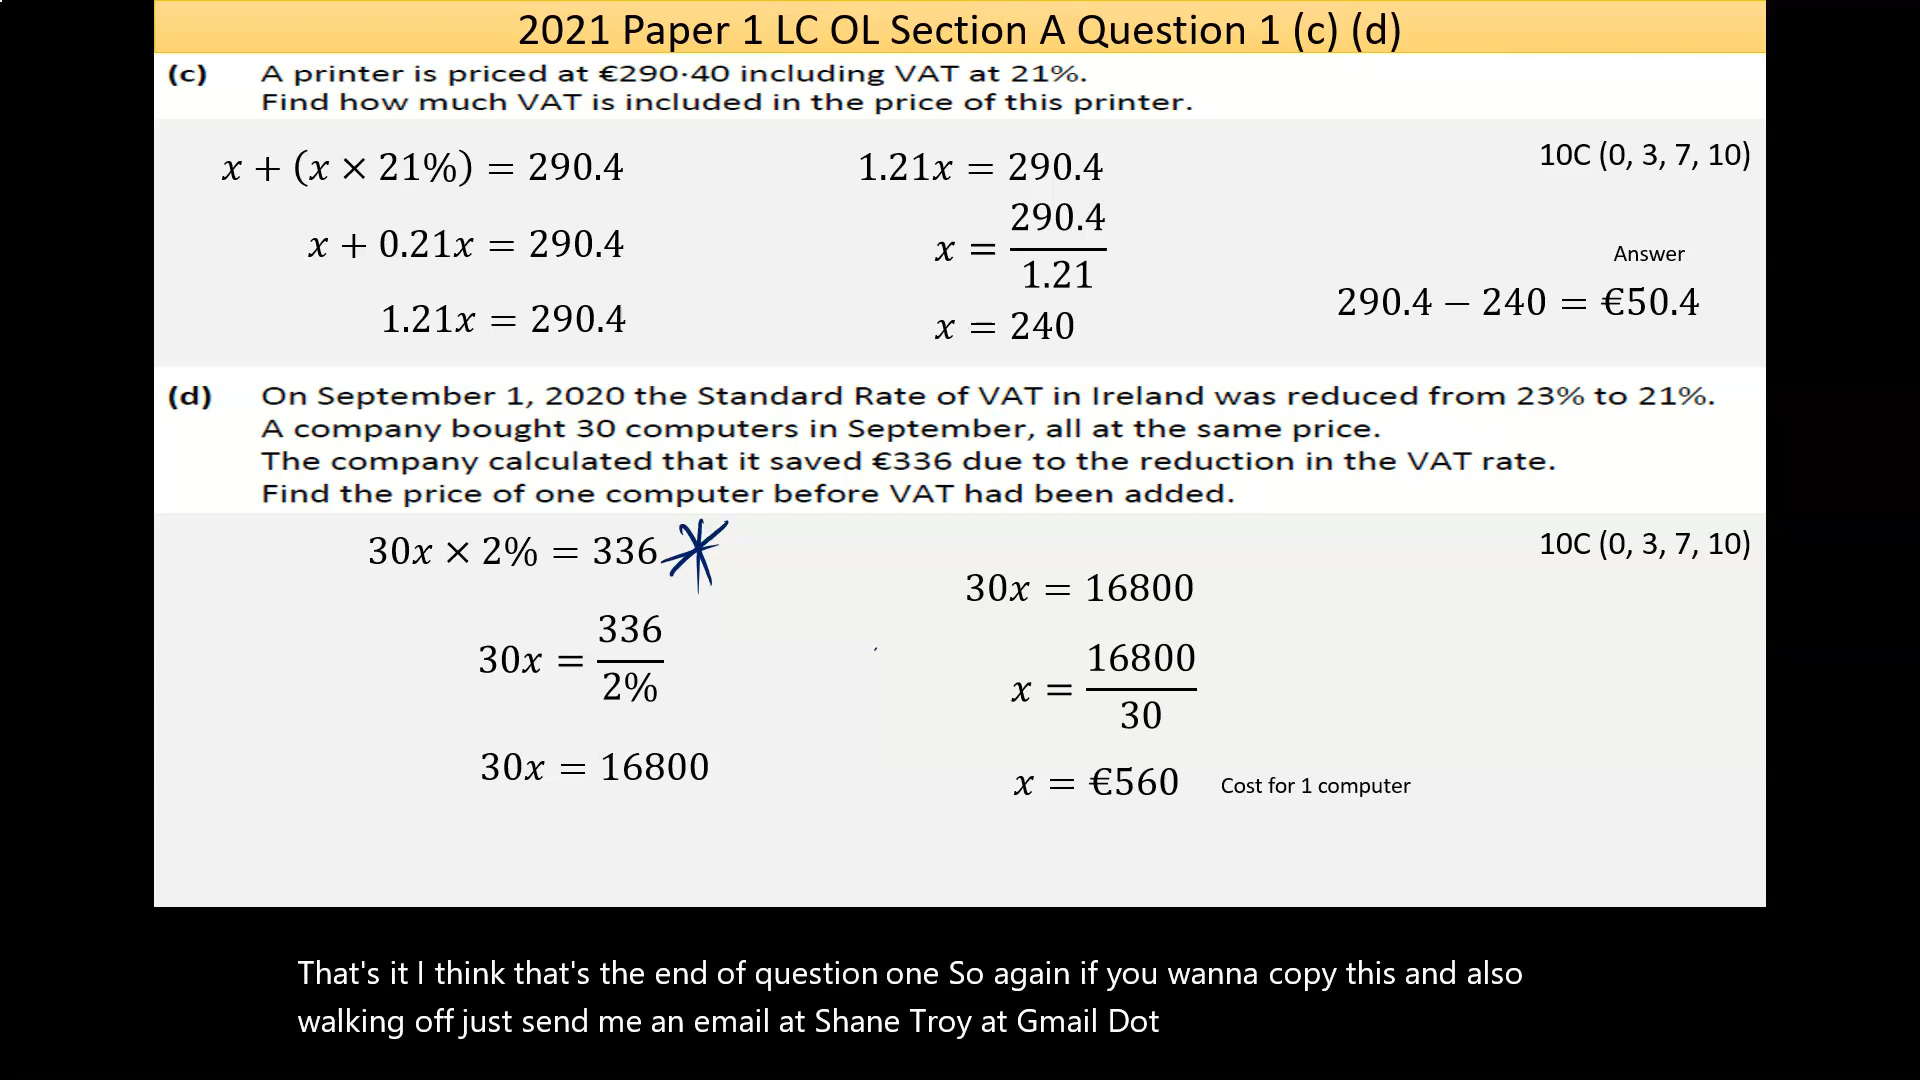 2021 Paper 1 LC OL Section A Question 1 (c) (d)
(c) A printer is priced at €290·40 including VAT at 21%.
Find how much VAT is included in the price of this printer.
x + (x × 21%) = 290.4
x + 0.21x = 290.4
1.21x = 290.4
1.21x = 290.4
x = 290.4/1.21
x = 240
10C (0, 3, 7, 10)
Answer
290.4 − 240 = €50.4
(d) On September 1, 2020 the Standard Rate of VAT in Ireland was reduced from 23% to 21%.
A company bought 30 computers in September, all at the same price.
The company calculated that it saved €336 due to the reduction in the VAT rate.
Find the price of one computer before VAT had been added.
30x × 2% = 336
30x = 336/2%
30x = 16800
30x = 16800
x = 16800/30
x = €560 Cost for 1 computer
10C (0, 3, 7, 10)
That's it I think that's the end of question one So again if you wanna copy this and also
walking off just send me an email at Shane Troy at Gmail Dot